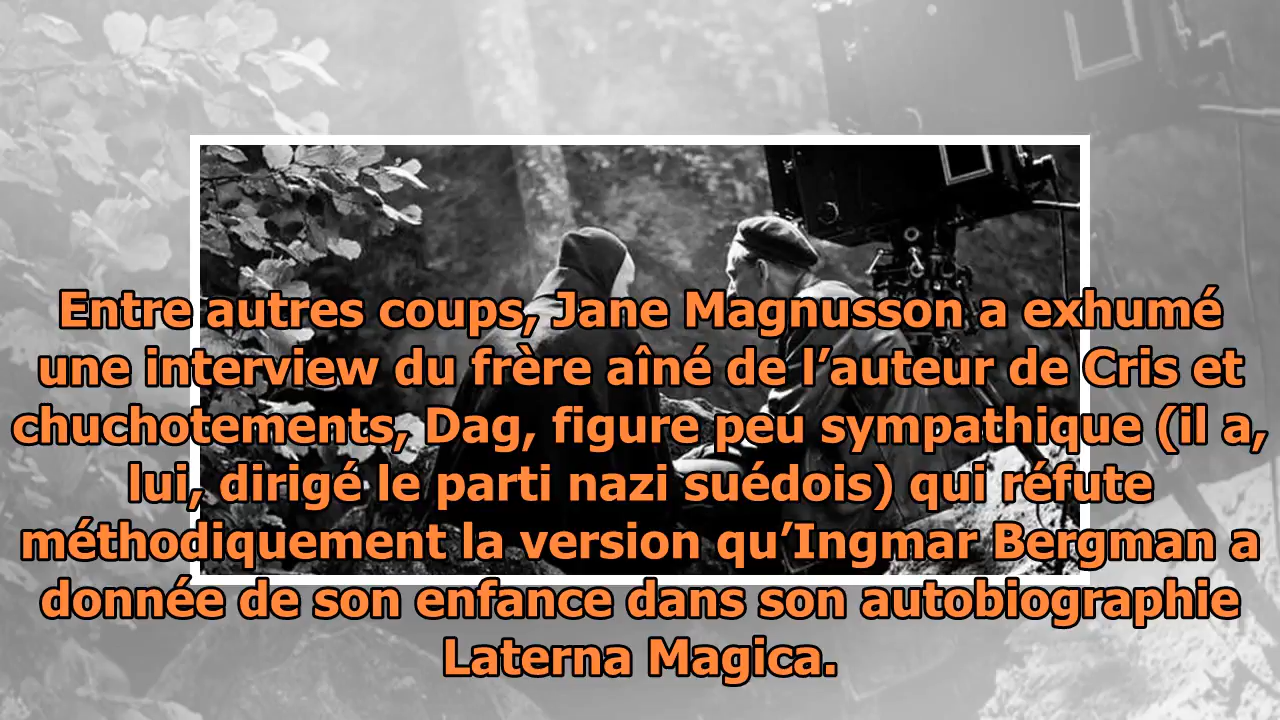 Entre autres coups, Jane Magnusson a exhumé
une interview du frère aîné de l’auteur de Cris et
chuchotements, Dag, figure peu sympathique (il a,
lui, dirigé le parti nazi suédois) qui réfute
méthodiquement la version qu’Ingmar Bergman a
donnée de son enfance dans son autobiographie
Laterna Magica.